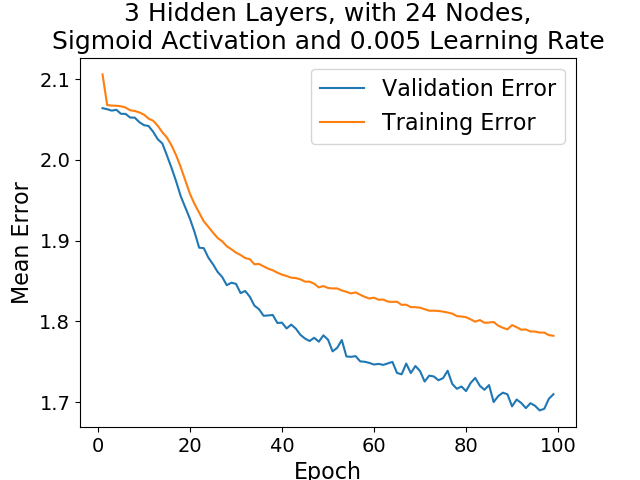 3 Hidden Layers, with 24 Nodes,
Sigmoid Activation and 0.005 Learning Rate
Validation Error
Training Error
Mean Error
2.1
2.0
1.9
1.8
1.7
0 20 40 60 80 100
Epoch